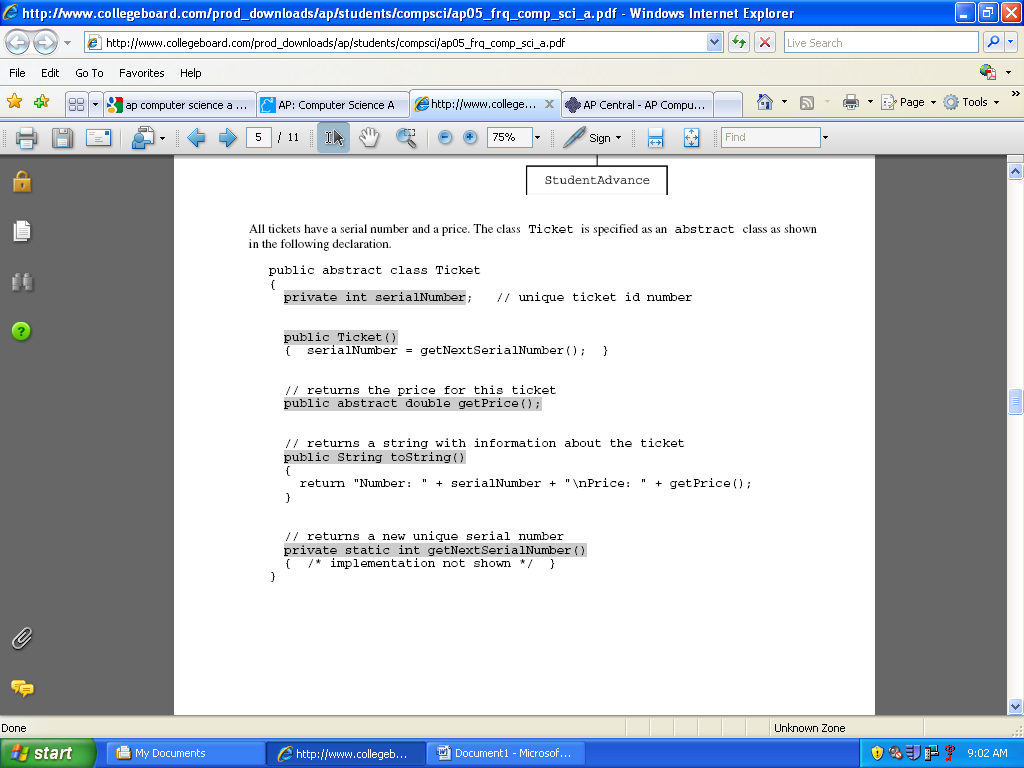 http://www.collegeboard.com/prod_downloads/ap/students/compsci/ap05_frq_comp_sci_a.pdf - Windows Internet Explorer
http://www.collegeboard.com/prod_downloads/ap/students/compsci/ap05_frq_comp_sci_a.pdf
Live Search
File Edit Go To Favorites Help
ap computer science a ...
AP: Computer Science A
http://www.college...
AP Central - AP Compu...
Page
Tools
5 / 11
75%
Sign
Find
StudentAdvance
All tickets have a serial number and a price. The class Ticket is specified as an abstract class as shown
in the following declaration.
public abstract class Ticket
{
private int serialNumber; // unique ticket id number
public Ticket()
{ serialNumber = getNextSerialNumber(); }
// returns the price for this ticket
public abstract double getPrice();
// returns a string with information about the ticket
public String toString()
{
return "Number: " + serialNumber + "\nPrice: " + getPrice();
}
// returns a new unique serial number
private static int getNextSerialNumber()
{ /* implementation not shown */ }
}
Done
Unknown Zone
start
My Documents
http://www.collegeb...
Document1 - Microsof...
9:02 AM